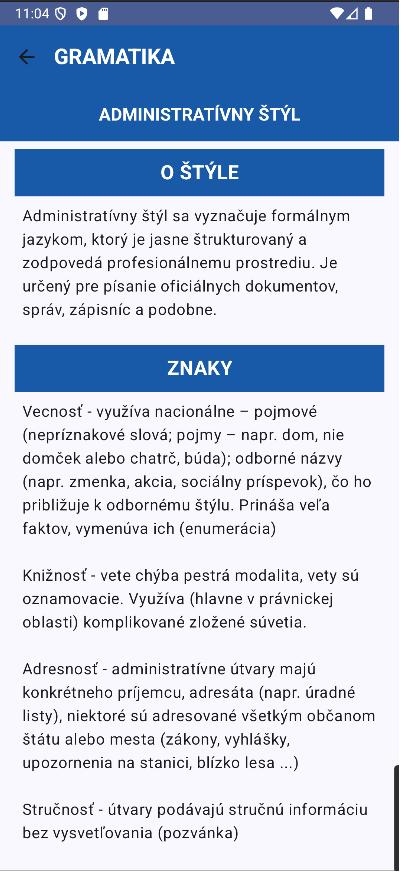 11:04
GRAMATIKA
ADMINISTRATÍVNY ŠTÝL
O ŠTÝLE
Administratívny štýl sa vyznačuje formálnym
jazykom, ktorý je jasne štrukturovaný a
zodpovedá profesionálnemu prostrediu. Je
určený pre písanie oficiálnych dokumentov,
správ, zápisníc a podobne.
ZNAKY
Vecnosť - využíva nacionálne – pojmové
(nepríznakové slová; pojmy – napr. dom, nie
domček alebo chatrč, búda); odborné názvy
(napr. zmenka, akcia, sociálny príspevok), čo ho
približuje k odbornému štýlu. Prináša veľa
faktov, vymenúva ich (enumerácia)
Knižnosť - vete chýba pestrá modalita, vety sú
oznamovacie. Využíva (hlavne v právnickej
oblasti) komplikované zložené súvetia.
Adresnosť - administratívne útvary majú
konkrétneho príjemcu, adresáta (napr. úradné
listy), niektoré sú adresované všetkým občanom
štátu alebo mesta (zákony, vyhlášky,
upozornenia na stanici, blízko lesa ...)
Stručnosť - útvary podávajú stručnú informáciu
bez vysvetľovania (pozvánka)